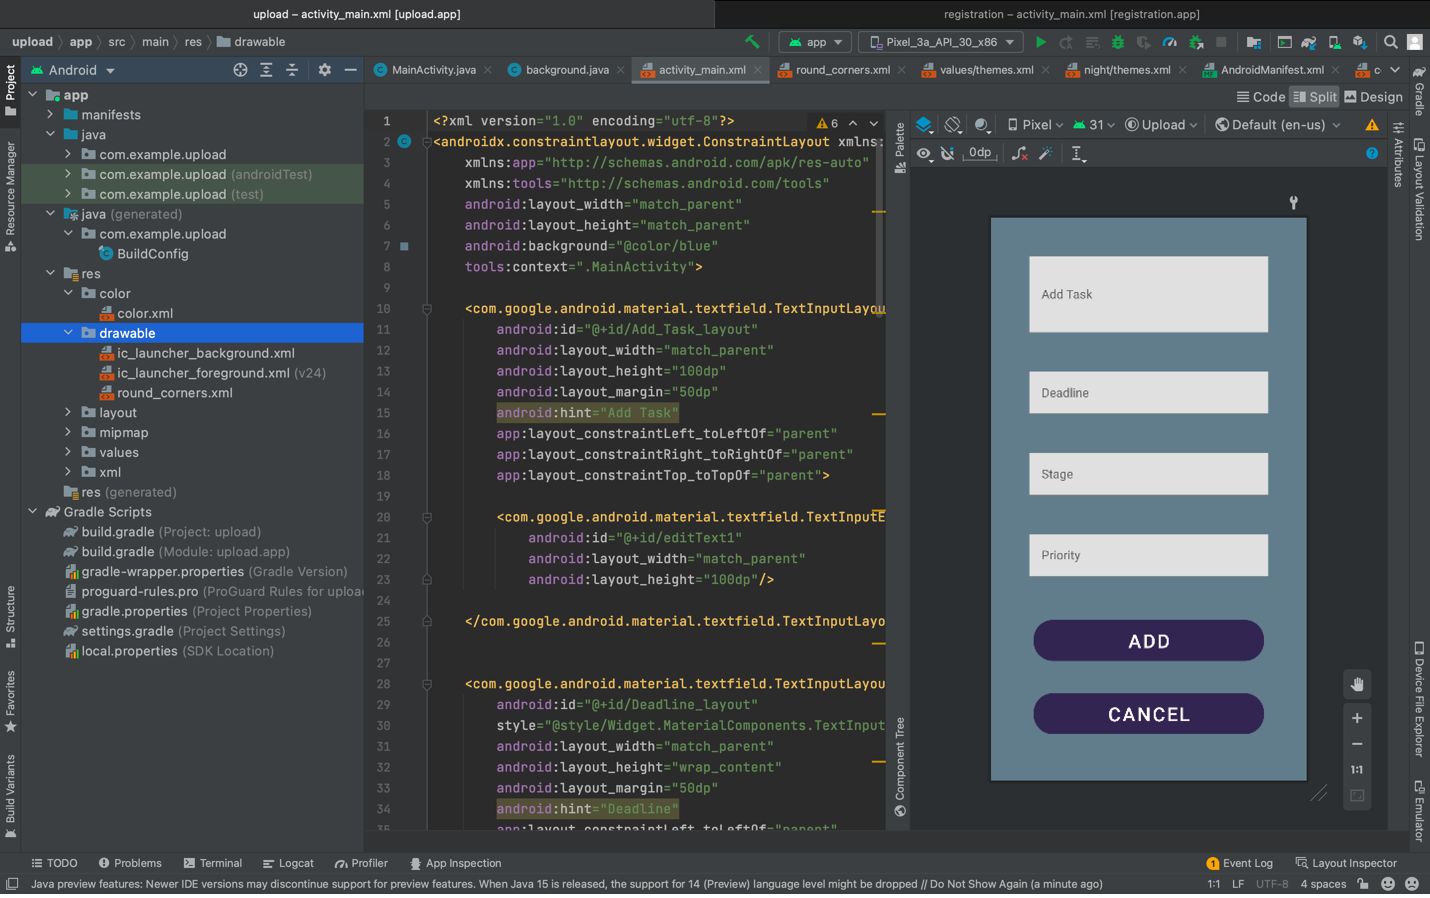 upload – activity_main.xml [upload.app]
registration – activity_main.xml [registration.app]
upload app src main res drawable
app
Pixel_3a_API_30_x86
Android
MainActivity.java
background.java
activity_main.xml
round_corners.xml
values/themes.xml
night/themes.xml
AndroidManifest.xml
Code
Split
Design
Project
Resource Manager
Structure
Favorites
Build Variants
app
manifests
java
com.example.upload
com.example.upload (androidTest)
com.example.upload (test)
java (generated)
com.example.upload
BuildConfig
res
color
color.xml
drawable
ic_launcher_background.xml
ic_launcher_foreground.xml (v24)
round_corners.xml
layout
mipmap
values
xml
res (generated)
Gradle Scripts
build.gradle (Project: upload)
build.gradle (Module: upload.app)
gradle-wrapper.properties (Gradle Version)
proguard-rules.pro (ProGuard Rules for uploa
gradle.properties (Project Properties)
settings.gradle (Project Settings)
local.properties (SDK Location)
6
1 <?xml version="1.0" encoding="utf-8"?>
2 <androidx.constraintlayout.widget.ConstraintLayout xmlns:
3 xmlns:app="http://schemas.android.com/apk/res-auto"
4 xmlns:tools="http://schemas.android.com/tools"
5 android:layout_width="match_parent"
6 android:layout_height="match_parent"
7 android:background="@color/blue"
8 tools:context=".MainActivity">
9
10 <com.google.android.material.textfield.TextInputLayou
11 android:id="@+id/Add_Task_layout"
12 android:layout_width="match_parent"
13 android:layout_height="100dp"
14 android:layout_margin="50dp"
15 android:hint="Add Task"
16 app:layout_constraintLeft_toLeftOf="parent"
17 app:layout_constraintRight_toRightOf="parent"
18 app:layout_constraintTop_toTopOf="parent">
19
20 <com.google.android.material.textfield.TextInputE
21 android:id="@+id/editText1"
22 android:layout_width="match_parent"
23 android:layout_height="100dp"/>
24
25 </com.google.android.material.textfield.TextInputLayo
26
27
28 <com.google.android.material.textfield.TextInputLayou
29 android:id="@+id/Deadline_layout"
30 style="@style/Widget.MaterialComponents.TextInput
31 android:layout_width="match_parent"
32 android:layout_height="wrap_content"
33 android:layout_margin="50dp"
34 android:hint="Deadline"
35 app:layout_constraintLeft_toLeftOf="parent"
Palette
Component Tree
Pixel
31
Upload
Default (en-us)
0dp
Add Task
Deadline
Stage
Priority
ADD
CANCEL
1:1
Gradle
Attributes
Layout Validation
Device File Explorer
Emulator
TODO
Problems
Terminal
Logcat
Profiler
App Inspection
1 Event Log
Layout Inspector
Java preview features: Newer IDE versions may discontinue support for preview features. When Java 15 is released, the support for 14 (Preview) language level might be dropped // Do Not Show Again (a minute ago)
1:1 LF UTF-8 4 spaces